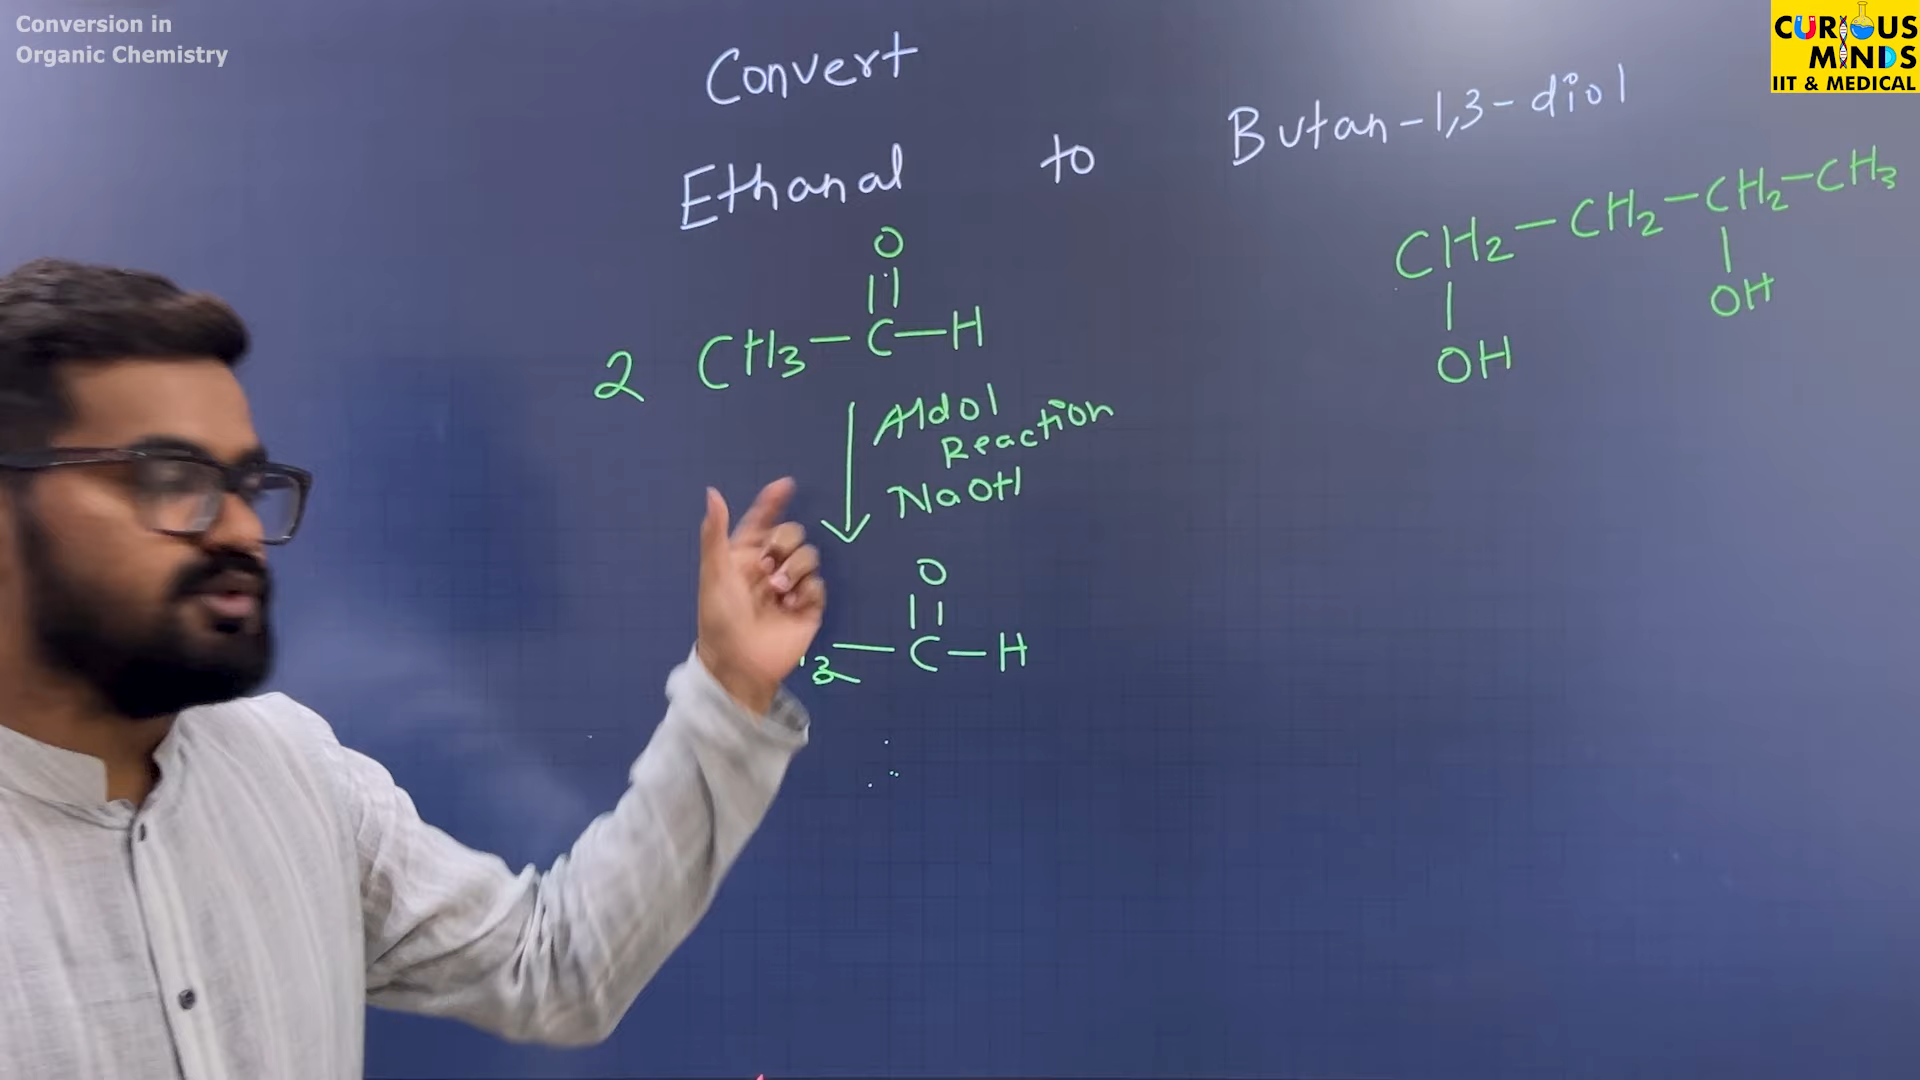 Conversion in
Organic Chemistry
CURIOUS
MINDS
IIT & MEDICAL
Convert
Ethanal to Butan-1,3-diol
CH2-CH2-CH2-CH3
OH
OH
O
2 CH3-C-H
Aldol
Reaction
NaOH
O
C-H